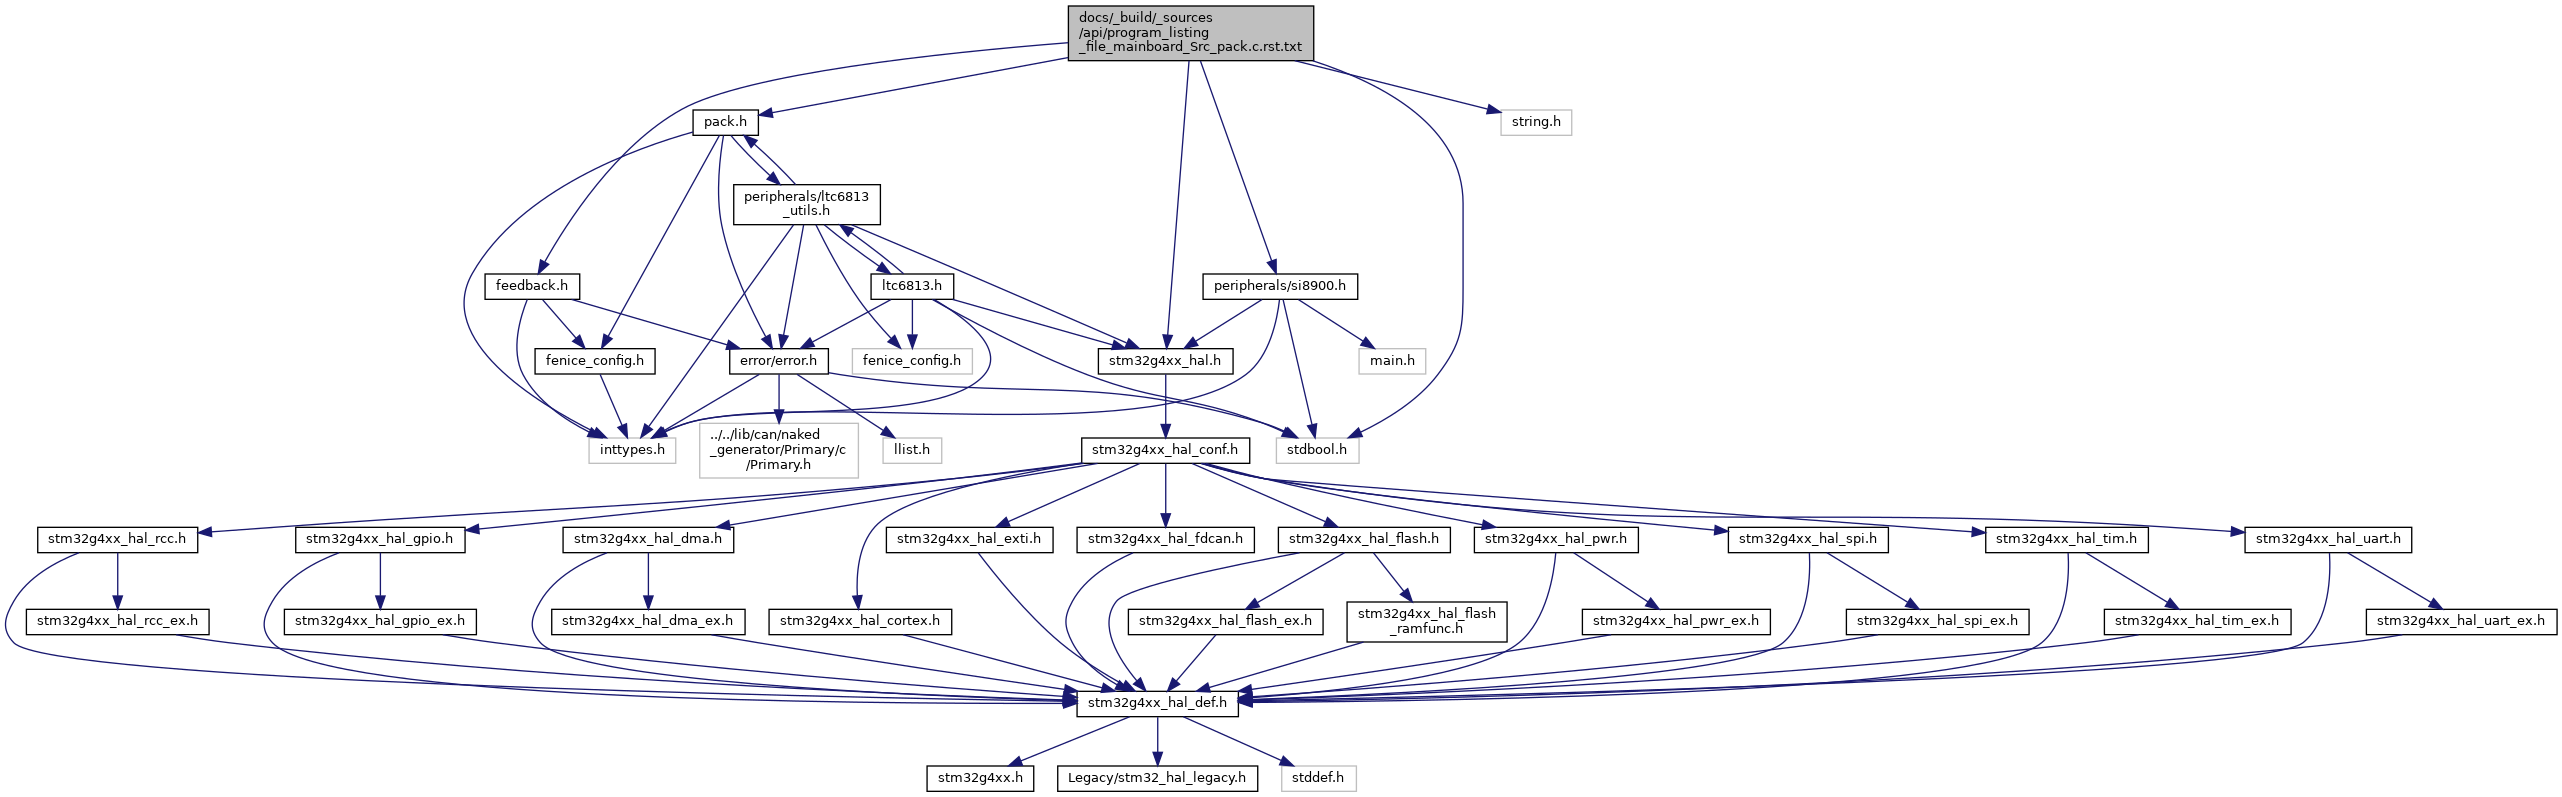 docs/_build/_sources
/api/program_listing
_file_mainboard_Src_pack.c.rst.txt
pack.h
string.h
peripherals/ltc6813
_utils.h
feedback.h
ltc6813.h
peripherals/si8900.h
fenice_config.h
error/error.h
fenice_config.h
stm32g4xx_hal.h
main.h
inttypes.h
../../lib/can/naked
_generator/Primary/c
/Primary.h
llist.h
stm32g4xx_hal_conf.h
stdbool.h
stm32g4xx_hal_rcc.h
stm32g4xx_hal_gpio.h
stm32g4xx_hal_dma.h
stm32g4xx_hal_exti.h
stm32g4xx_hal_fdcan.h
stm32g4xx_hal_flash.h
stm32g4xx_hal_pwr.h
stm32g4xx_hal_spi.h
stm32g4xx_hal_tim.h
stm32g4xx_hal_uart.h
stm32g4xx_hal_rcc_ex.h
stm32g4xx_hal_gpio_ex.h
stm32g4xx_hal_dma_ex.h
stm32g4xx_hal_cortex.h
stm32g4xx_hal_flash_ex.h
stm32g4xx_hal_flash
_ramfunc.h
stm32g4xx_hal_pwr_ex.h
stm32g4xx_hal_spi_ex.h
stm32g4xx_hal_tim_ex.h
stm32g4xx_hal_uart_ex.h
stm32g4xx_hal_def.h
stm32g4xx.h
Legacy/stm32_hal_legacy.h
stddef.h